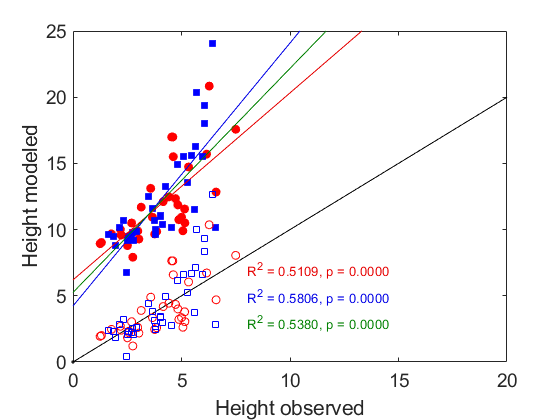 25
20
15
10
5
0
Height modeled
R² = 0.5109, p = 0.0000
R² = 0.5806, p = 0.0000
R² = 0.5380, p = 0.0000
0 5 10 15 20
Height observed